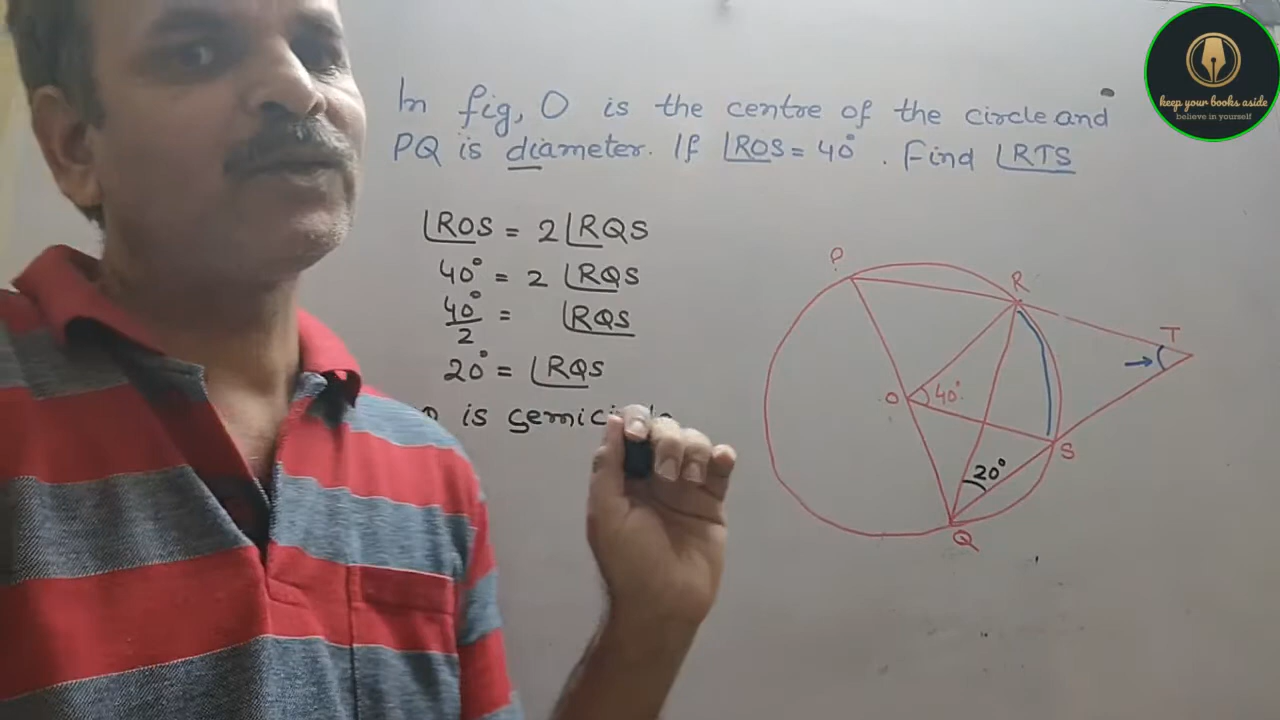 In fig, O is the centre of the circle and
PQ is diameter. If ∠ROS = 40°. Find ∠RTS
∠ROS = 2 ∠RQS
40° = 2 ∠RQS
40°/2 = ∠RQS
20° = ∠RQS
is
P
R
T
O
40°
S
20°
Q
keep your books aside
believe in yourself